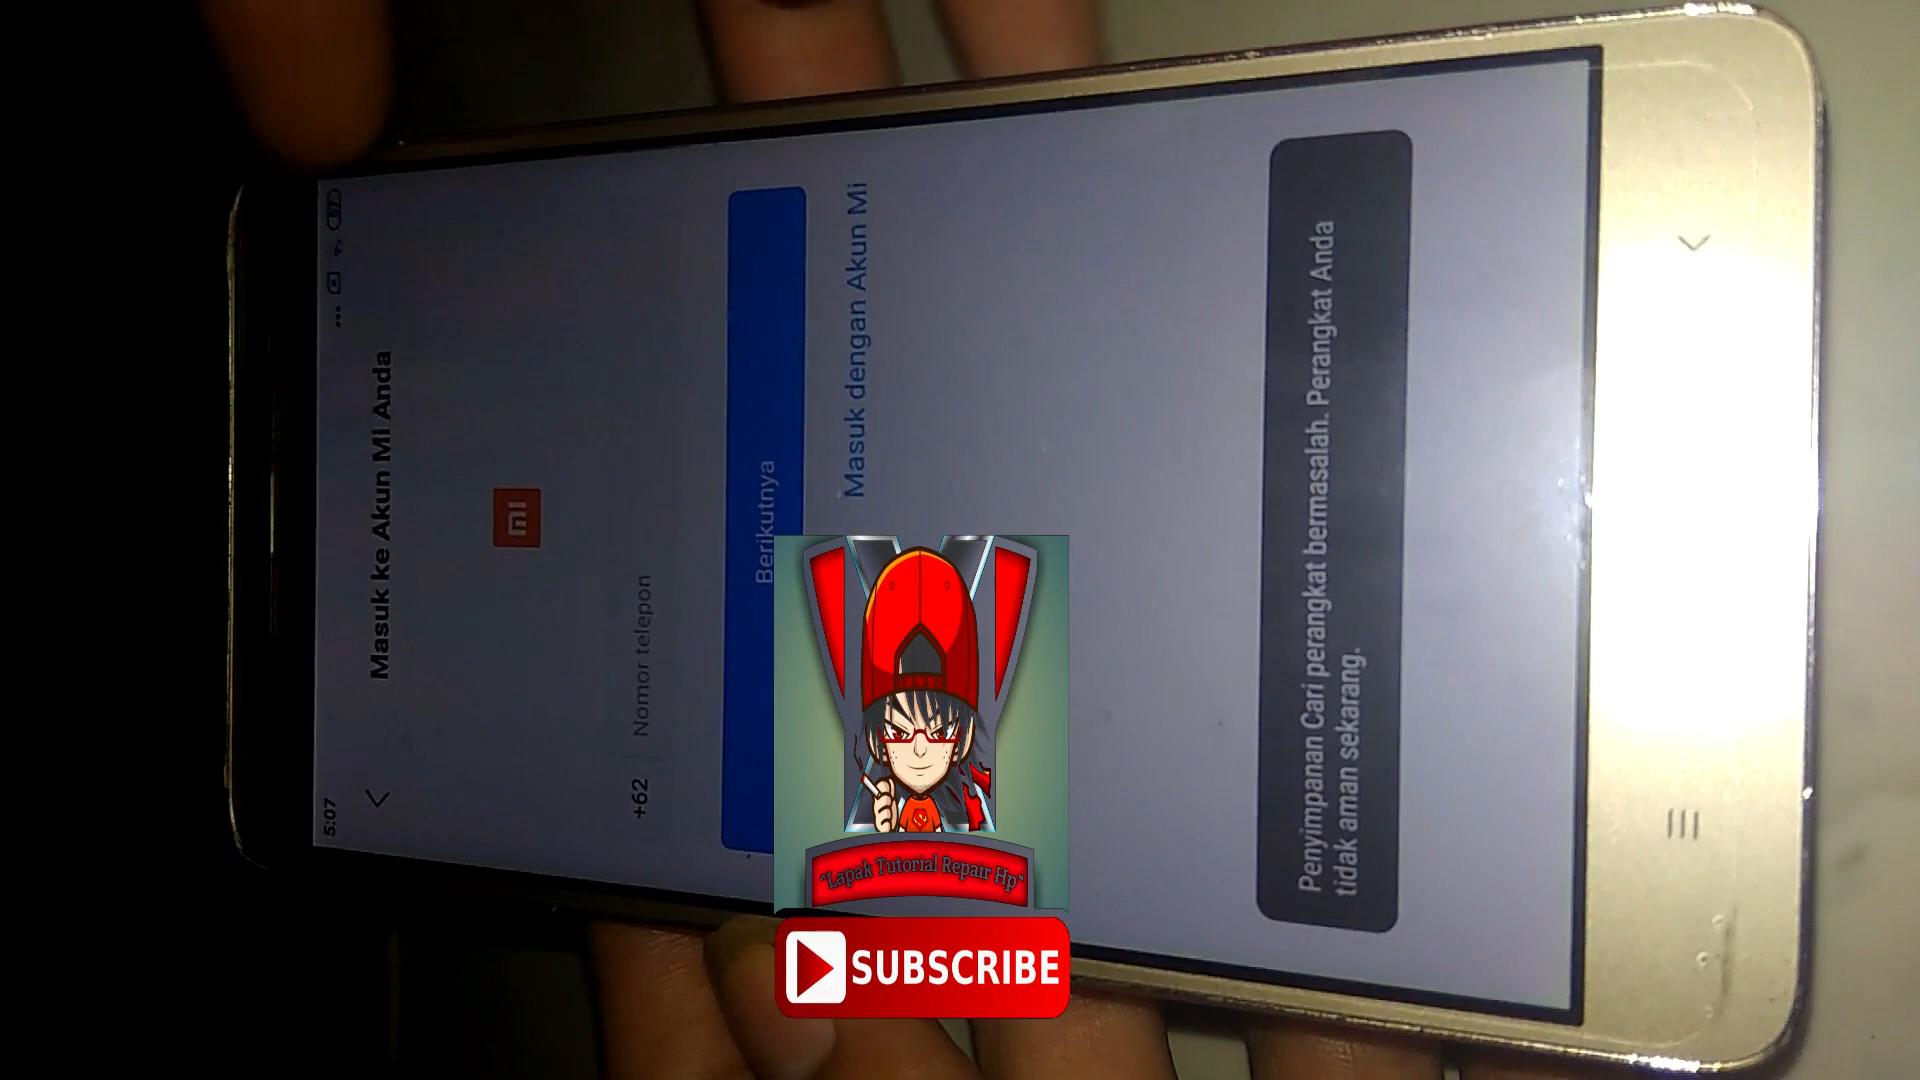 5:07
Masuk ke Akun Mi Anda
+62 Nomor telepon
Berikutnya
Masuk dengan Akun Mi
Penyimpanan Cari perangkat bermasalah. Perangkat Anda
tidak aman sekarang.
"Lapak Tutorial Repair Hp"
SUBSCRIBE